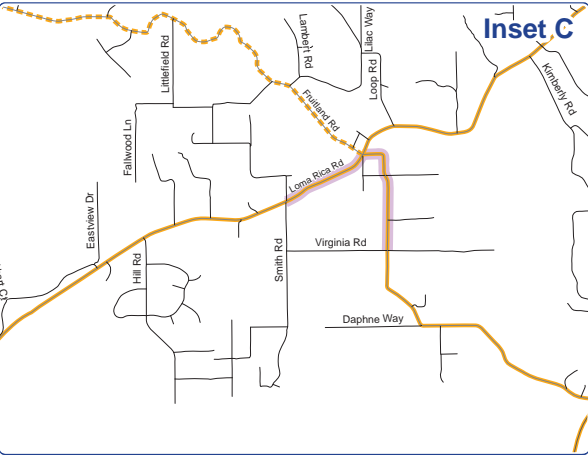 Inset C
Lambert Rd
Lilac Way
Littlefield Rd
Loop Rd
Kimberly Rd
Fruitland Rd
Fallwood Ln
Loma Rica Rd
Eastview Dr
Virginia Rd
Smith Rd
Hill Rd
Daphne Way